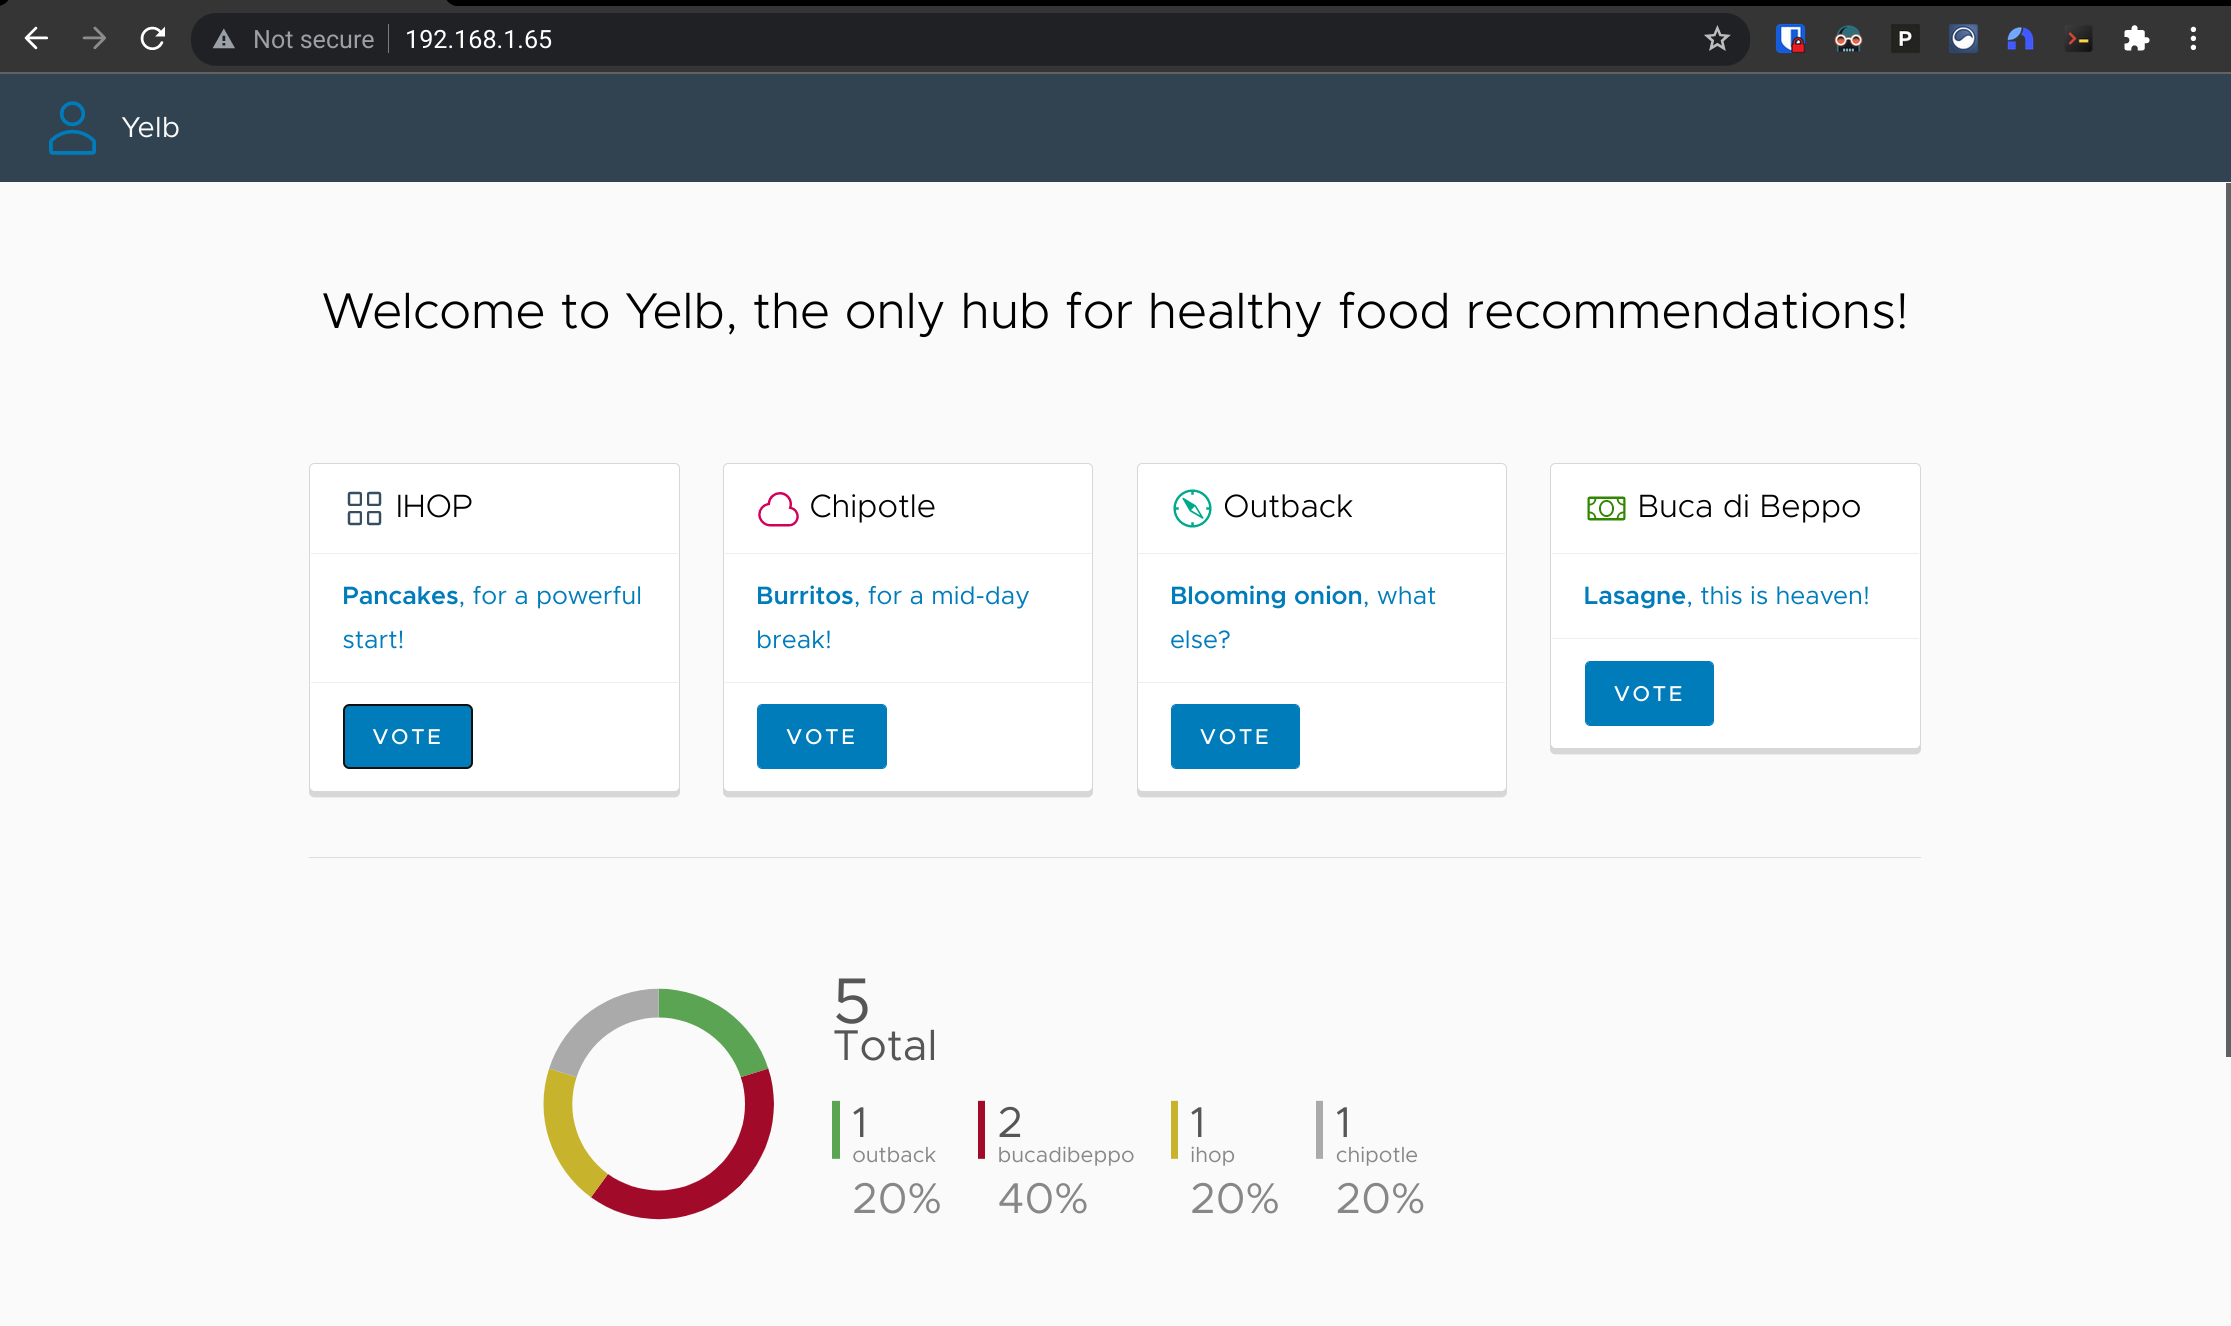 Not secure 192.168.1.65
P
Yelb
Welcome to Yelb, the only hub for healthy food recommendations!
IHOP
Pancakes, for a powerful
start!
VOTE
Chipotle
Burritos, for a mid-day
break!
VOTE
Outback
Blooming onion, what
else?
VOTE
Buca di Beppo
Lasagne, this is heaven!
VOTE
5
Total
1
outback
20%
2
bucadibeppo
40%
1
ihop
20%
1
chipotle
20%